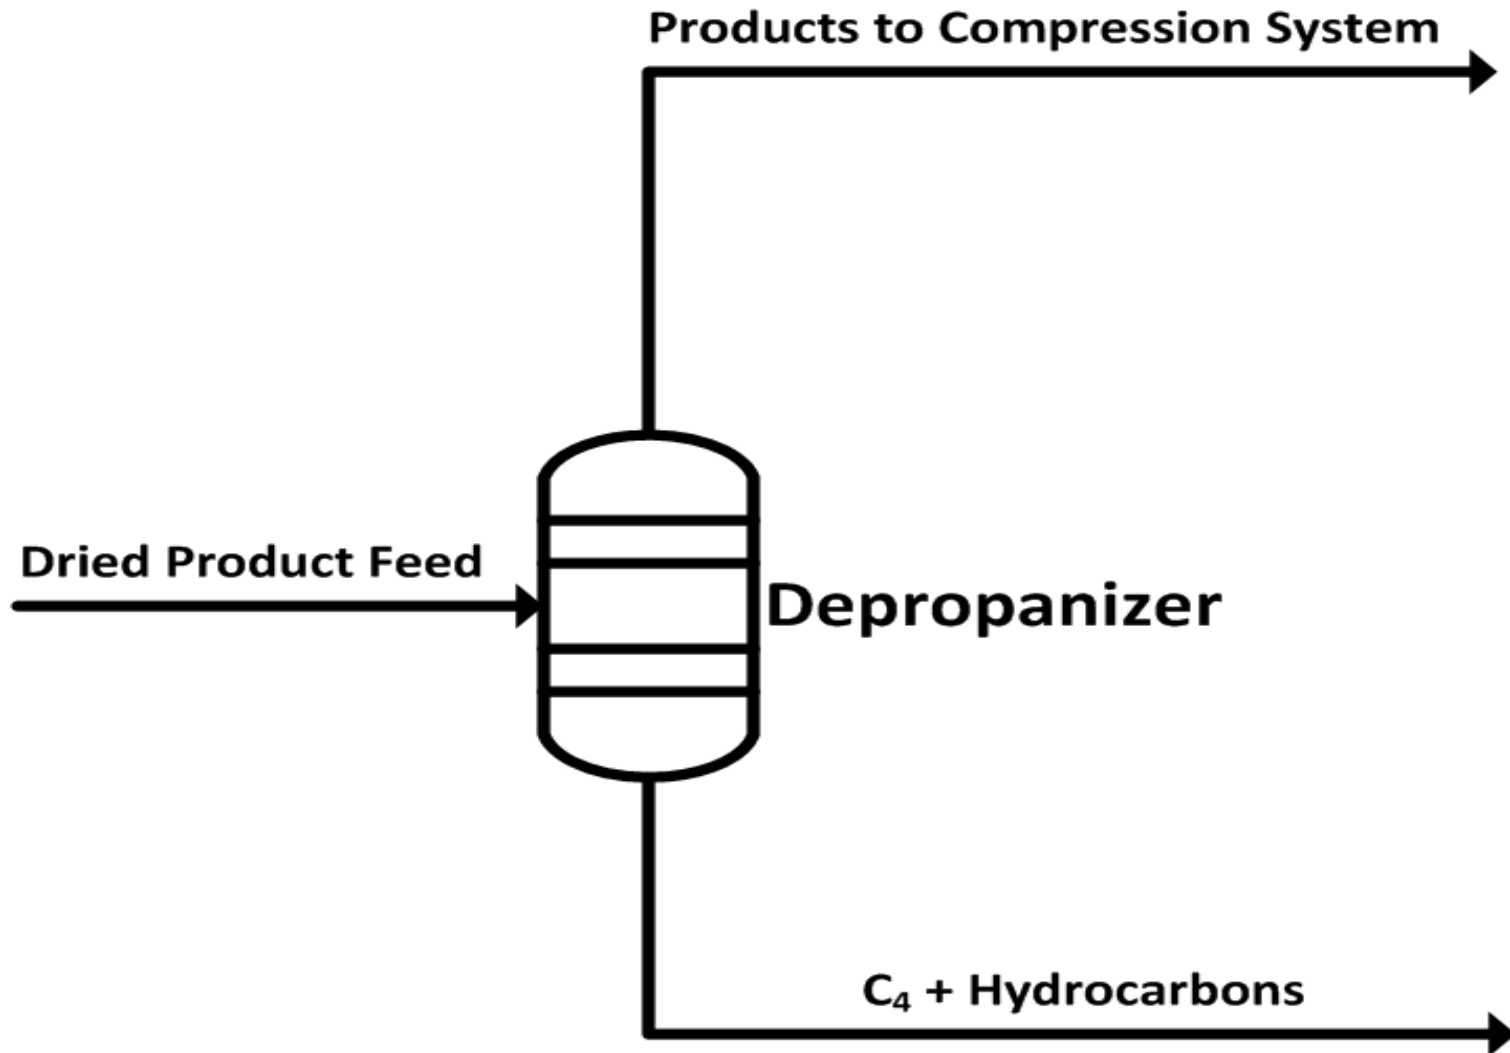 Products to Compression System
Dried Product Feed
Depropanizer
C₄ + Hydrocarbons